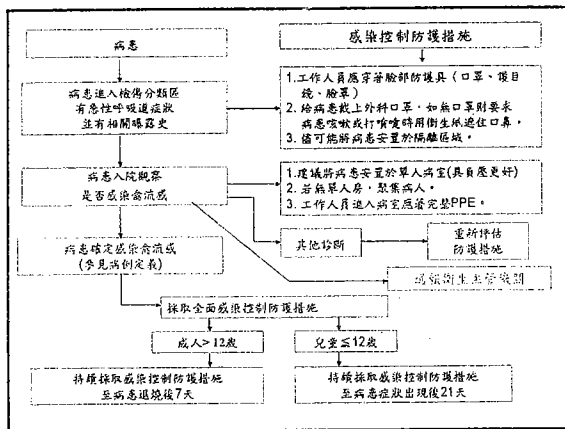 病患
感染控制防護措施
病患進入檢傷分類區
有急性呼吸道症狀
並有相關曝露史
1.工作人員應穿著臉部防護具（口罩、護目
鏡、臉罩）
2. 給病患戴上外科口罩，如無口罩則要求
病患咳嗽或打噴嚏時用衛生紙遮住口鼻。
3. 儘可能將病患安置於隔離區域。
病患入院觀察
是否感染禽流感
1.建議將病患安置於單人病室(具負壓更好)
2. 若無單人房，聚集病人。
3. 工作人員進入病室應著完整PPE。
病患確定感染禽流感
(參見病例定義)
其他診斷
重新評估
防護措施
通報衛生主管機關
採取全面感染控制防護措施
成人>12歲
兒童≦12歲
持續採取感染控制防護措施
至病患退燒後7天
持續採取感染控制防護措施
至病患症狀出現後21天